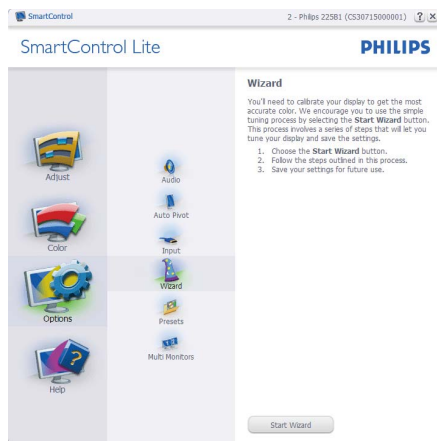 SmartControl
2 - Philips 225B1 (CS30715000001)
SmartControl Lite
PHILIPS
Adjust
Color
Options
Help
Audio
Auto Pivot
Input
Wizard
Presets
Multi Monitors
Wizard
You'll need to calibrate your display to get the most
accurate color. We encourage you to use the simple
tuning process by selecting the Start Wizard button.
This process involves a series of steps that will let you
tune your display and save the settings.
1. Choose the Start Wizard button.
2. Follow the steps outlined in this process.
3. Save your settings for future use.
Start Wizard